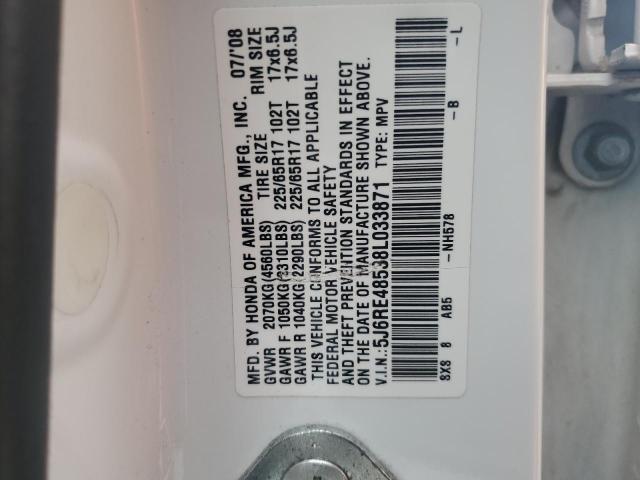 MFD. BY HONDA OF AMERICA MFG., INC. 07/'08
GVWR 2070KG(4560LBS) TIRE SIZE RIM SIZE
GAWR F 1050KG(2310LBS) 225/65R17 102T 17x6.5J
GAWR R 1040KG(2290LBS) 225/65R17 102T 17x6.5J
THIS VEHICLE CONFORMS TO ALL APPLICABLE
FEDERAL MOTOR VEHICLE SAFETY
AND THEFT PREVENTION STANDARDS IN EFFECT
ON THE DATE OF MANUFACTURE SHOWN ABOVE.
V.I.N.:5J6RE48538L033871 TYPE: MPV
8X8 8 AB5 -NH578 -B -L